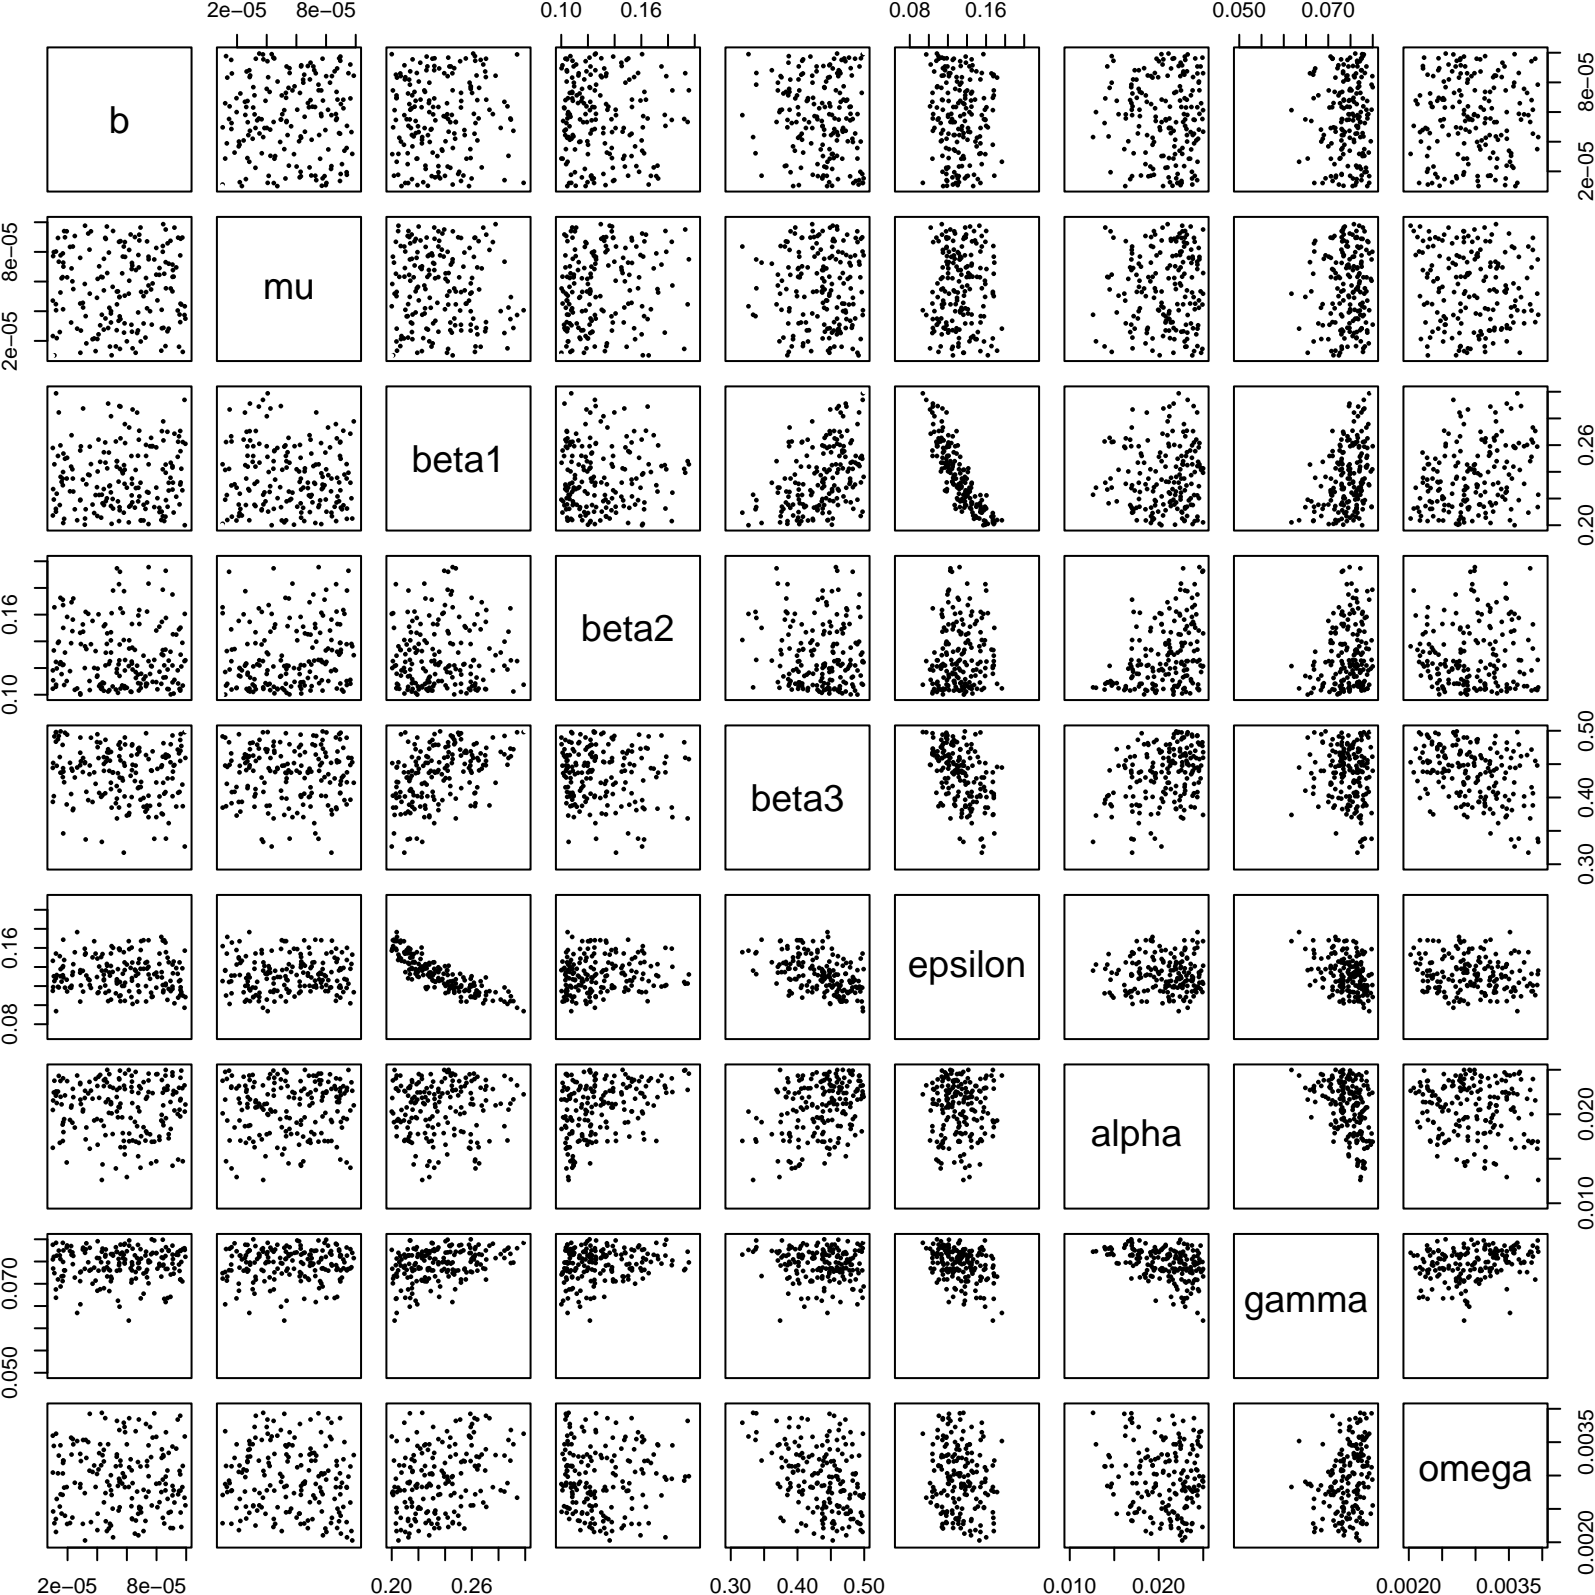 2e−05 8e−05 0.10 0.16 0.08 0.16 0.050 0.070
b 2e−05 8e−05
2e−05 8e−05 mu
beta1 0.20 0.26
0.10 0.16 beta2
beta3 0.30 0.40 0.50
0.08 0.16 epsilon
alpha 0.010 0.020
0.050 0.070 gamma
omega 0.0020 0.0035
2e−05 8e−05 0.20 0.26 0.30 0.40 0.50 0.010 0.020 0.0020 0.0035